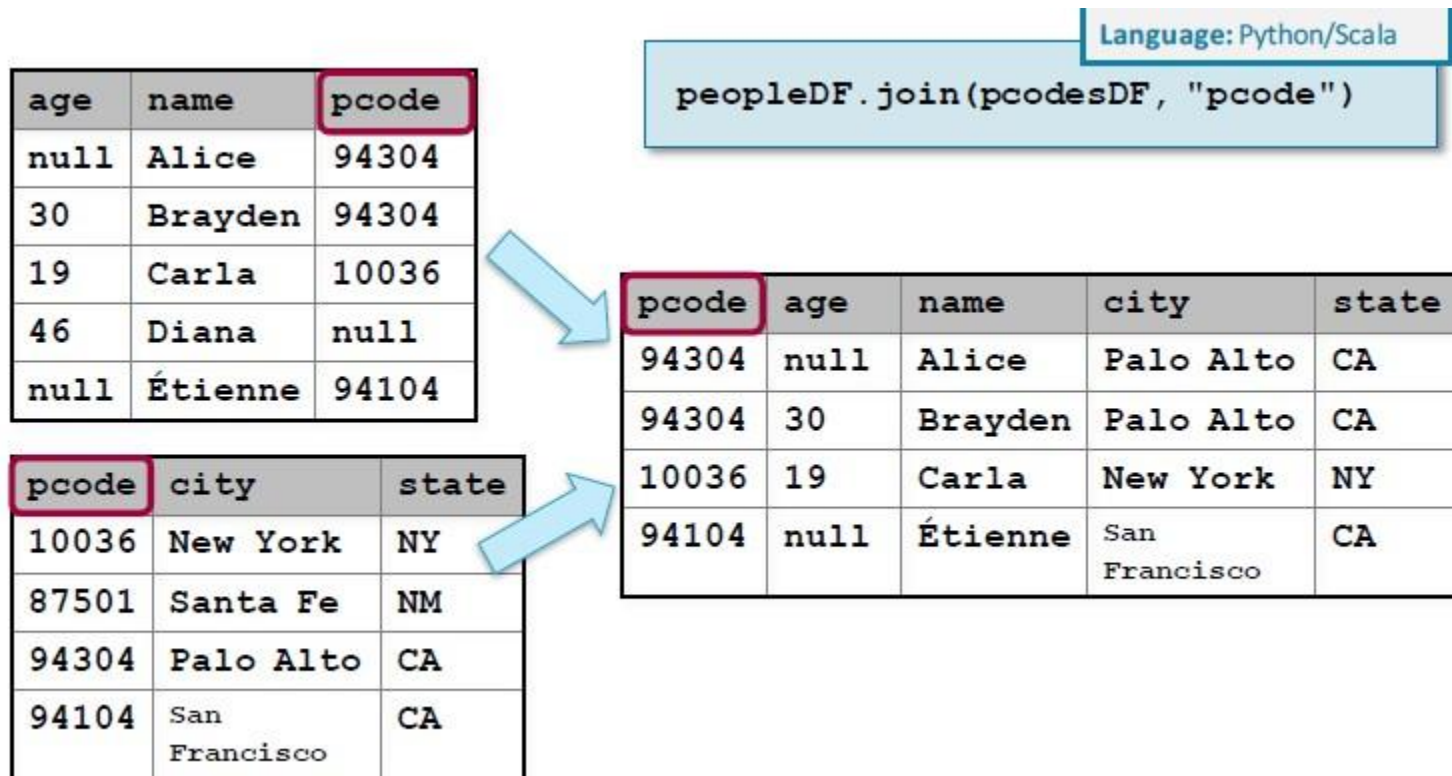 Language: Python/Scala
peopleDF.join(pcodesDF, "pcode")
age name pcode
null Alice 94304
30 Brayden 94304
19 Carla 10036
46 Diana null
null Étienne 94104
pcode city state
10036 New York NY
87501 Santa Fe NM
94304 Palo Alto CA
94104 San CA
Francisco
pcode age name city state
94304 null Alice Palo Alto CA
94304 30 Brayden Palo Alto CA
10036 19 Carla New York NY
94104 null Étienne San CA
Francisco